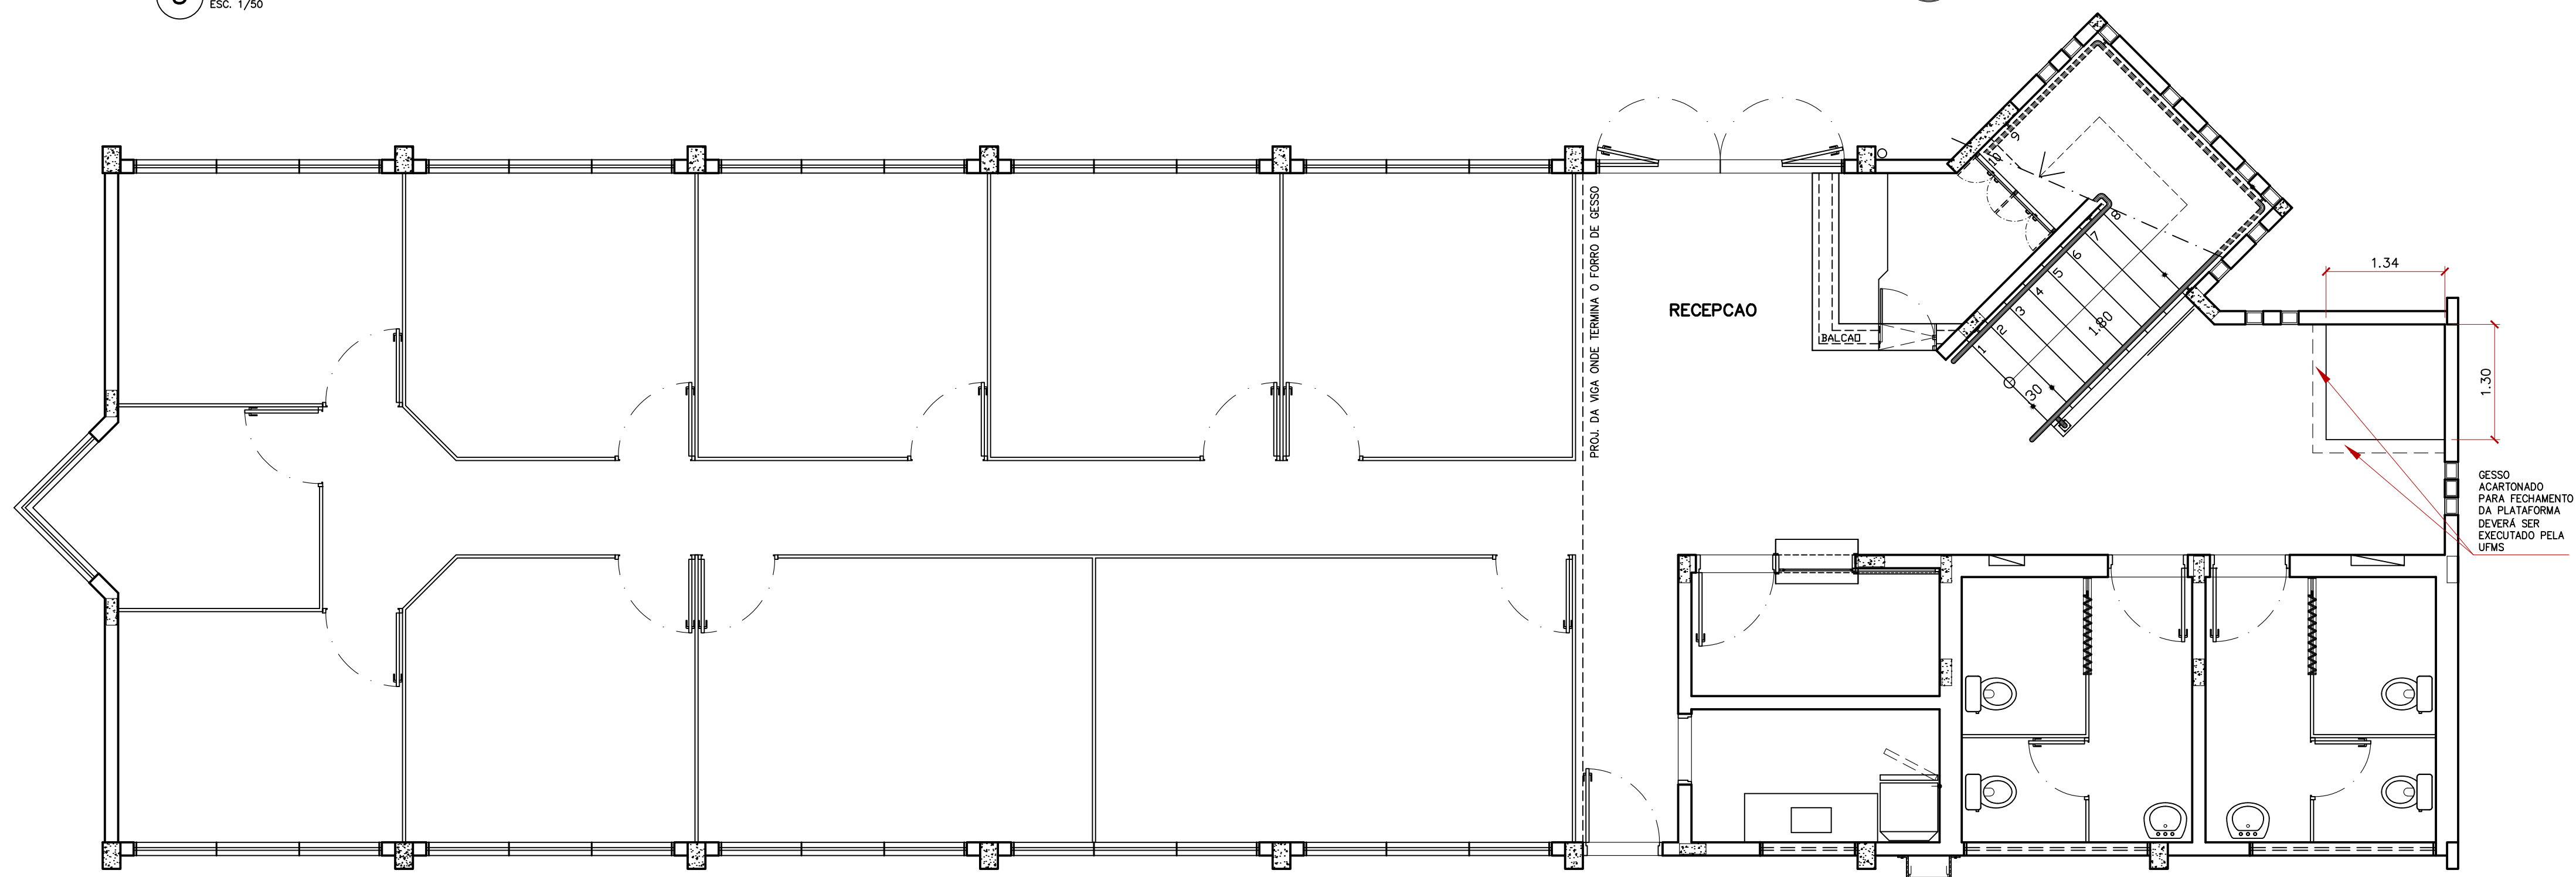 ESC. 1/50
1.34
1.30
RECEPCAO
BALCAO
PROJ. DA VIGA ONDE TERMINA O FORRO DE GESSO
10
9
8
7
6
5
4
3
2
1
1.80
30
GESSO
ACARTONADO
PARA FECHAMENTO
DA PLATAFORMA
DEVERÁ SER
EXECUTADO PELA
UFMS